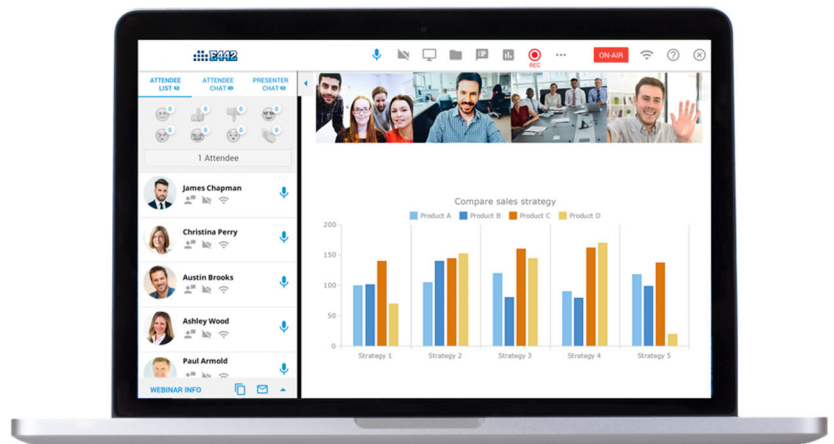 E442
REC
ON-AIR
ATTENDEE LIST
ATTENDEE CHAT
PRESENTER CHAT
0 0 0 0
0 0 0 0
1 Attendee
James Chapman
Christina Perry
Austin Brooks
Ashley Wood
Paul Armold
WEBINAR INFO
Compare sales strategy
Product A Product B Product C Product D
200
150
100
50
0
Strategy 1 Strategy 2 Strategy 3 Strategy 4 Strategy 5